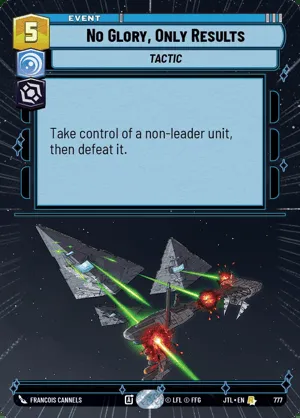 EVENT
5
NO GLORY, ONLY RESULTS
TACTIC
Take control of a non-leader unit,
then defeat it.
FRANCOIS CANNELS
© LFL © FFG
JTL • EN
777